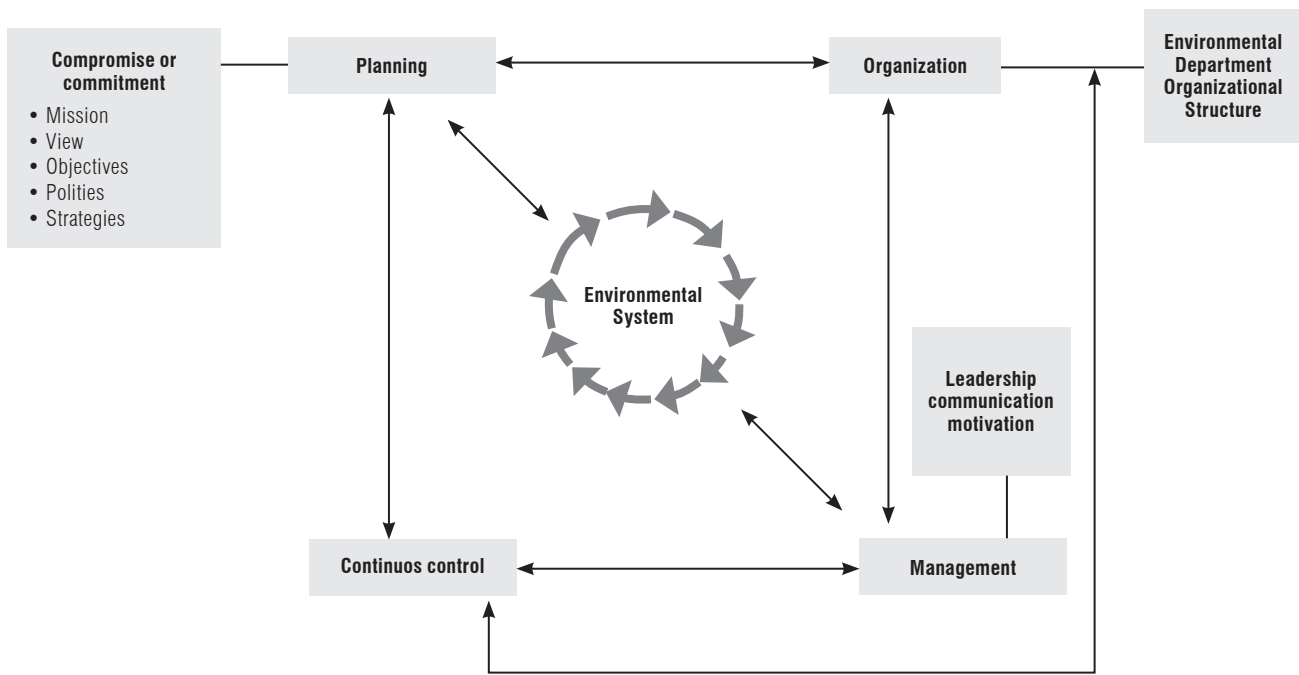 Compromise or
commitment
• Mission
• View
• Objectives
• Polities
• Strategies
Planning
Organization
Environmental
Department
Organizational
Structure
Environmental
System
Leadership
communication
motivation
Continuos control
Management